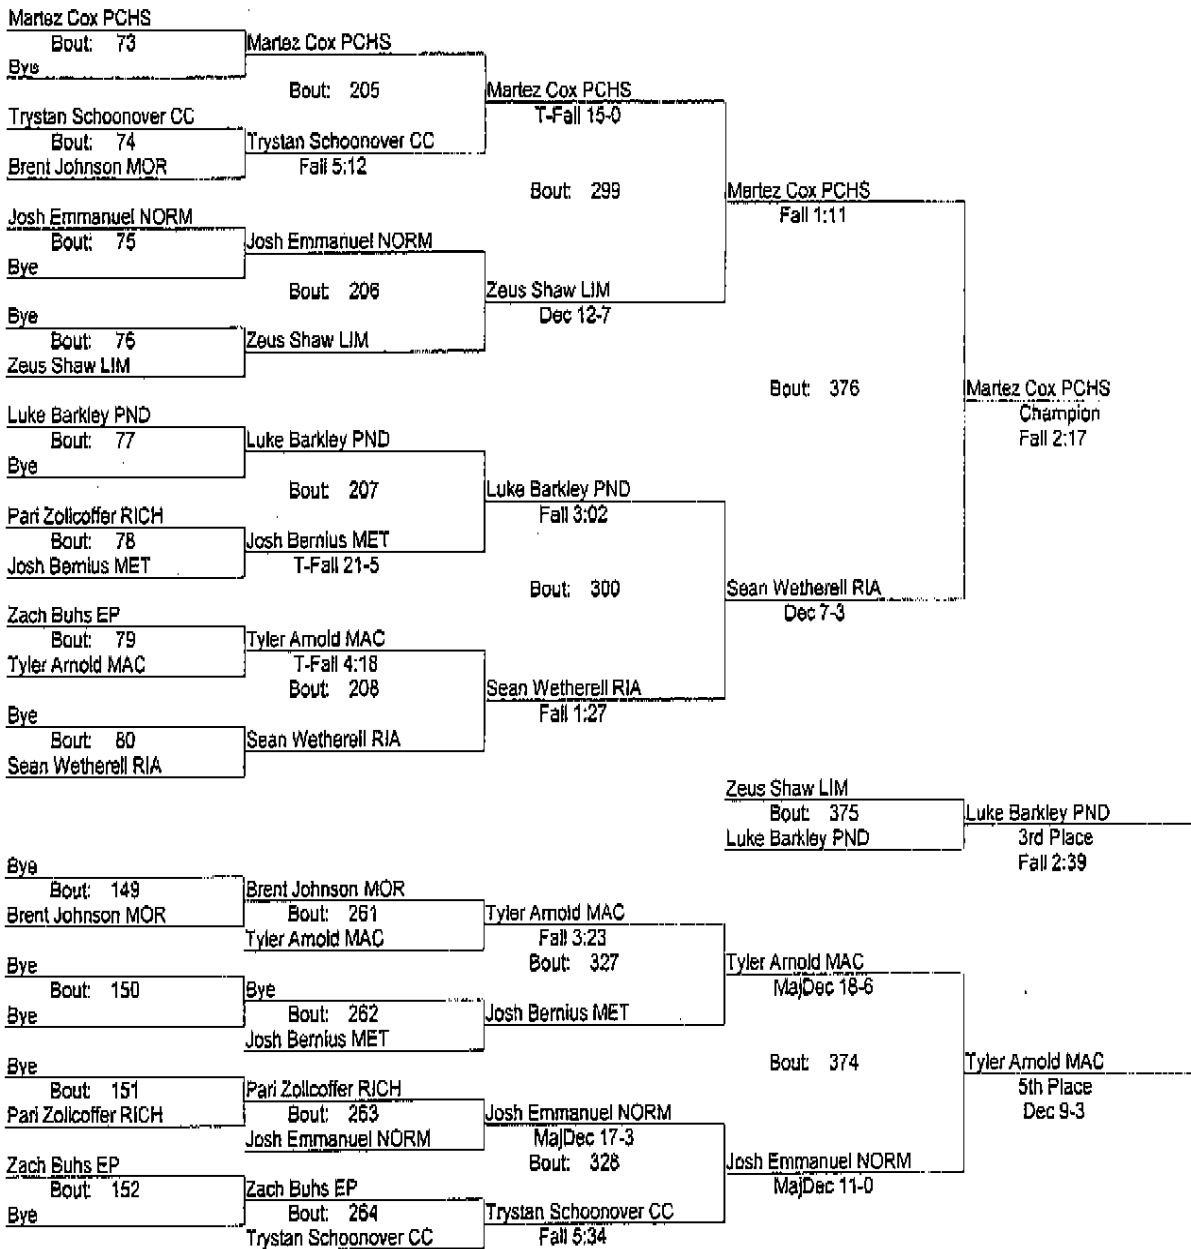 Martez Cox PCHS
Bout: 73
Bye
Martez Cox PCHS
Bout: 205
Trystan Schoonover CC
Bout: 74
Brent Johnson MOR
Trystan Schoonover CC
Fall 5:12
Martez Cox PCHS
T-Fall 15-0
Bout: 299
Josh Emmanuel NORM
Bout: 75
Bye
Josh Emmanuel NORM
Bout: 206
Bye
Bout: 76
Zeus Shaw LIM
Zeus Shaw LIM
Zeus Shaw LIM
Dec 12-7
Martez Cox PCHS
Fall 1:11
Bout: 376
Martez Cox PCHS
Champion
Fall 2:17
Luke Barkley PND
Bout: 77
Bye
Luke Barkley PND
Bout: 207
Pari Zollcoffer RICH
Bout: 78
Josh Bernius MET
Josh Bernius MET
T-Fall 21-5
Luke Barkley PND
Fall 3:02
Bout: 300
Zach Buhs EP
Bout: 79
Tyler Arnold MAC
Tyler Arnold MAC
T-Fall 4:18
Bout: 208
Bye
Bout: 80
Sean Wetherell RIA
Sean Wetherell RIA
Sean Wetherell RIA
Fall 1:27
Sean Wetherell RIA
Dec 7-3
Zeus Shaw LIM
Bout: 375
Luke Barkley PND
Luke Barkley PND
3rd Place
Fall 2:39
Bye
Bout: 149
Brent Johnson MOR
Brent Johnson MOR
Bout: 261
Tyler Arnold MAC
Tyler Arnold MAC
Fall 3:23
Bout: 327
Bye
Bout: 150
Bye
Bye
Bout: 262
Josh Bernius MET
Josh Bernius MET
Tyler Arnold MAC
MajDec 18-6
Bout: 374
Tyler Arnold MAC
5th Place
Dec 9-3
Bye
Bout: 151
Pari Zollcoffer RICH
Pari Zollcoffer RICH
Bout: 263
Josh Emmanuel NORM
Josh Emmanuel NORM
MajDec 17-3
Bout: 328
Zach Buhs EP
Bout: 152
Bye
Zach Buhs EP
Bout: 264
Trystan Schoonover CC
Trystan Schoonover CC
Fall 5:34
Josh Emmanuel NORM
MajDec 11-0